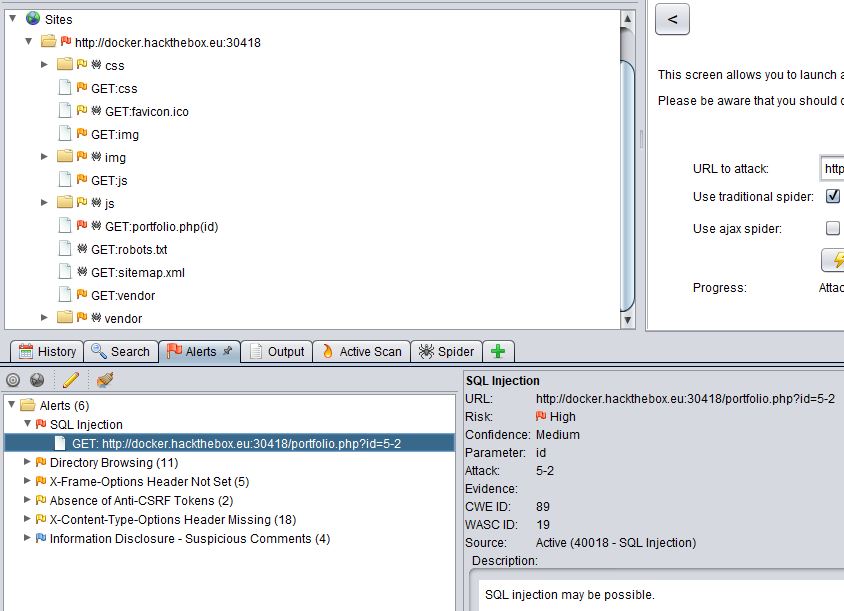 Sites
http://docker.hackthebox.eu:30418
css
GET:css
GET:favicon.ico
GET:img
img
GET:js
js
GET:portfolio.php(id)
GET:robots.txt
GET:sitemap.xml
GET:vendor
vendor
<
This screen allows you to launch a
Please be aware that you should
URL to attack: http
Use traditional spider:
Use ajax spider:
Progress: Attac
History Search Alerts Output Active Scan Spider
Alerts (6)
SQL Injection
GET: http://docker.hackthebox.eu:30418/portfolio.php?id=5-2
Directory Browsing (11)
X-Frame-Options Header Not Set (5)
Absence of Anti-CSRF Tokens (2)
X-Content-Type-Options Header Missing (18)
Information Disclosure - Suspicious Comments (4)
SQL Injection
URL: http://docker.hackthebox.eu:30418/portfolio.php?id=5-2
Risk: High
Confidence: Medium
Parameter: id
Attack: 5-2
Evidence:
CWE ID: 89
WASC ID: 19
Source: Active (40018 - SQL Injection)
Description:
SQL injection may be possible.